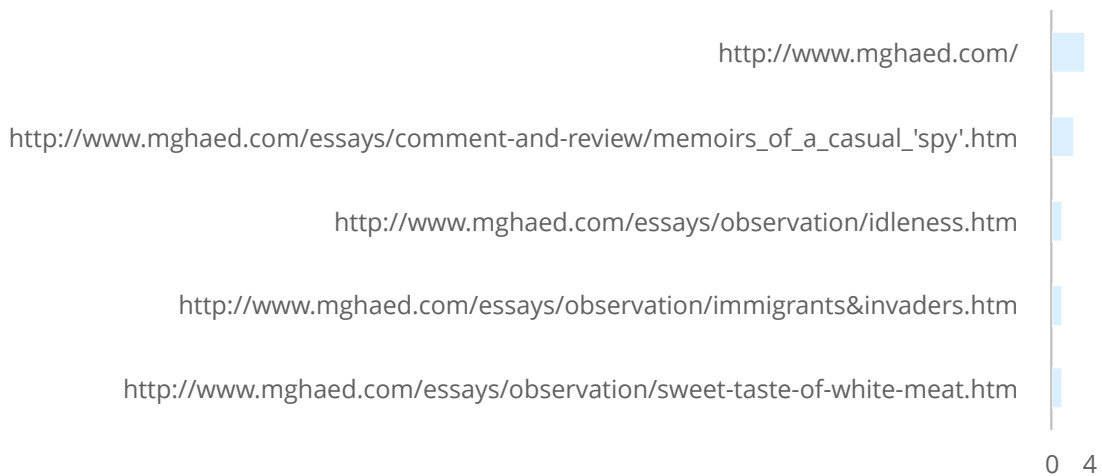 http://www.mghaed.com/
http://www.mghaed.com/essays/comment-and-review/memoirs_of_a_casual_'spy'.htm
http://www.mghaed.com/essays/observation/idleness.htm
http://www.mghaed.com/essays/observation/immigrants&invaders.htm
http://www.mghaed.com/essays/observation/sweet-taste-of-white-meat.htm
0 4